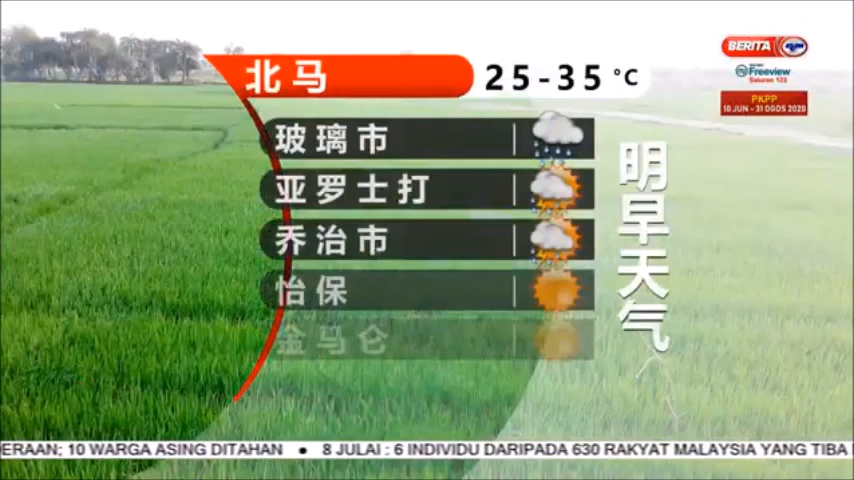 北马
25-35 °C
BERITA
Freeview
Saluran 123
PKPP
10 JUN - 31 OGOS 2020
玻璃市
亚罗士打
乔治市
怡保
金马仑
明早天气
ERAAN; 10 WARGA ASING DITAHAN ● 8 JULAI : 6 INDIVIDU DARIPADA 630 RAKYAT MALAYSIA YANG TIBA